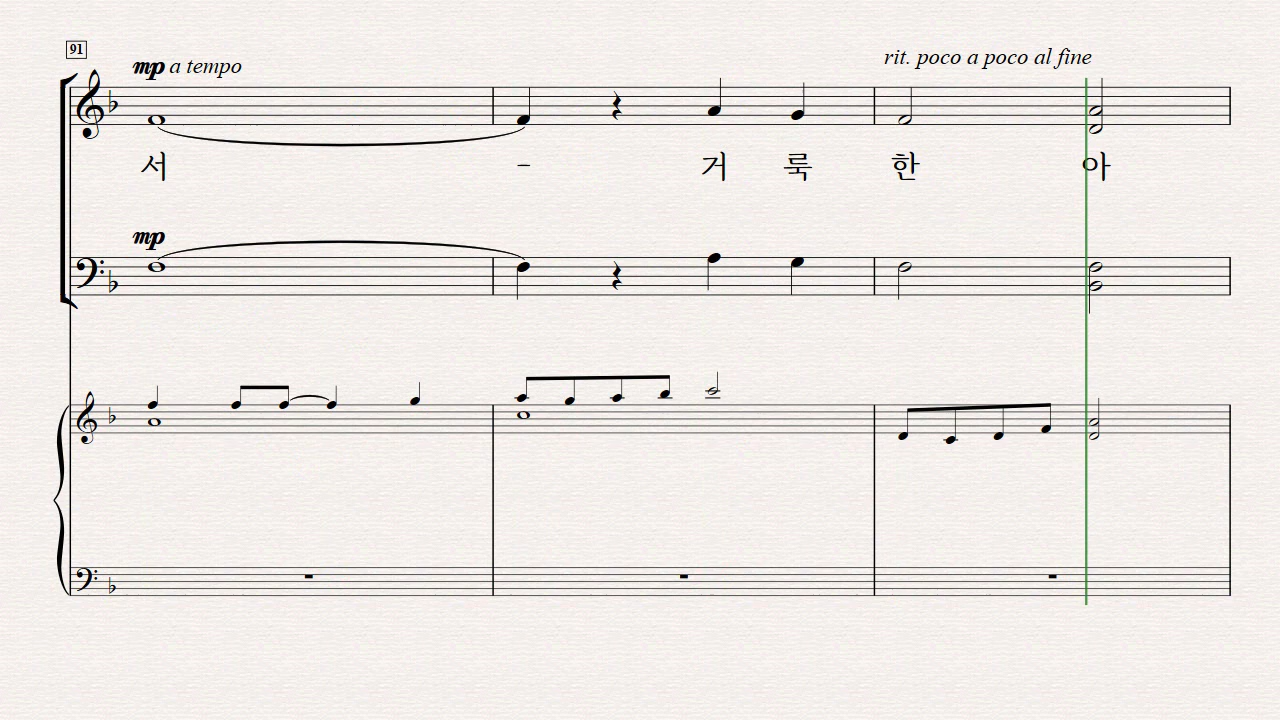 91
mp a tempo
rit. poco a poco al fine
서 - 거 룩 한 아
mp